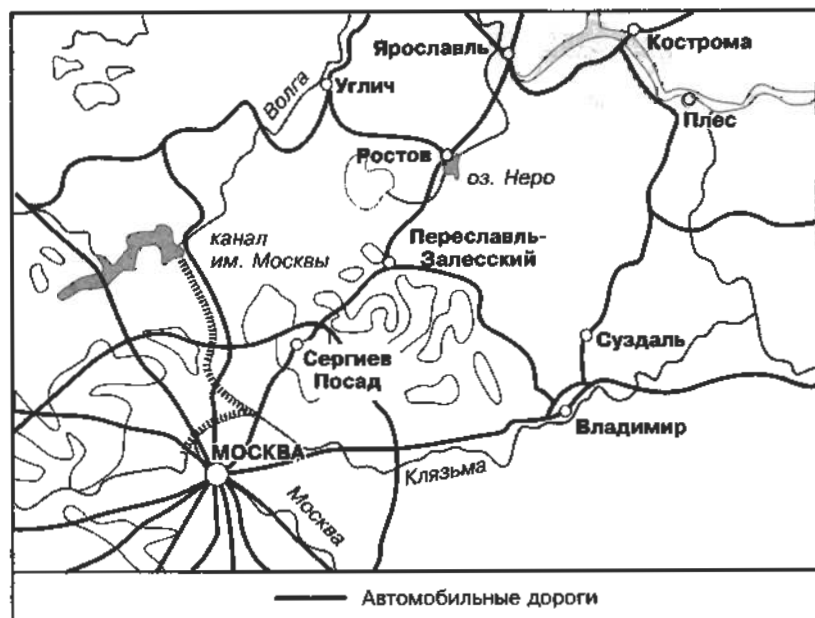 Ярославль
Кострома
Волга
Углич
Плес
Ростов
оз. Неро
канал
им. Москвы
Переславль-
Залесский
Сергиев
Посад
Суздаль
МОСКВА
Владимир
Клязьма
Москва
Автомобильные дороги